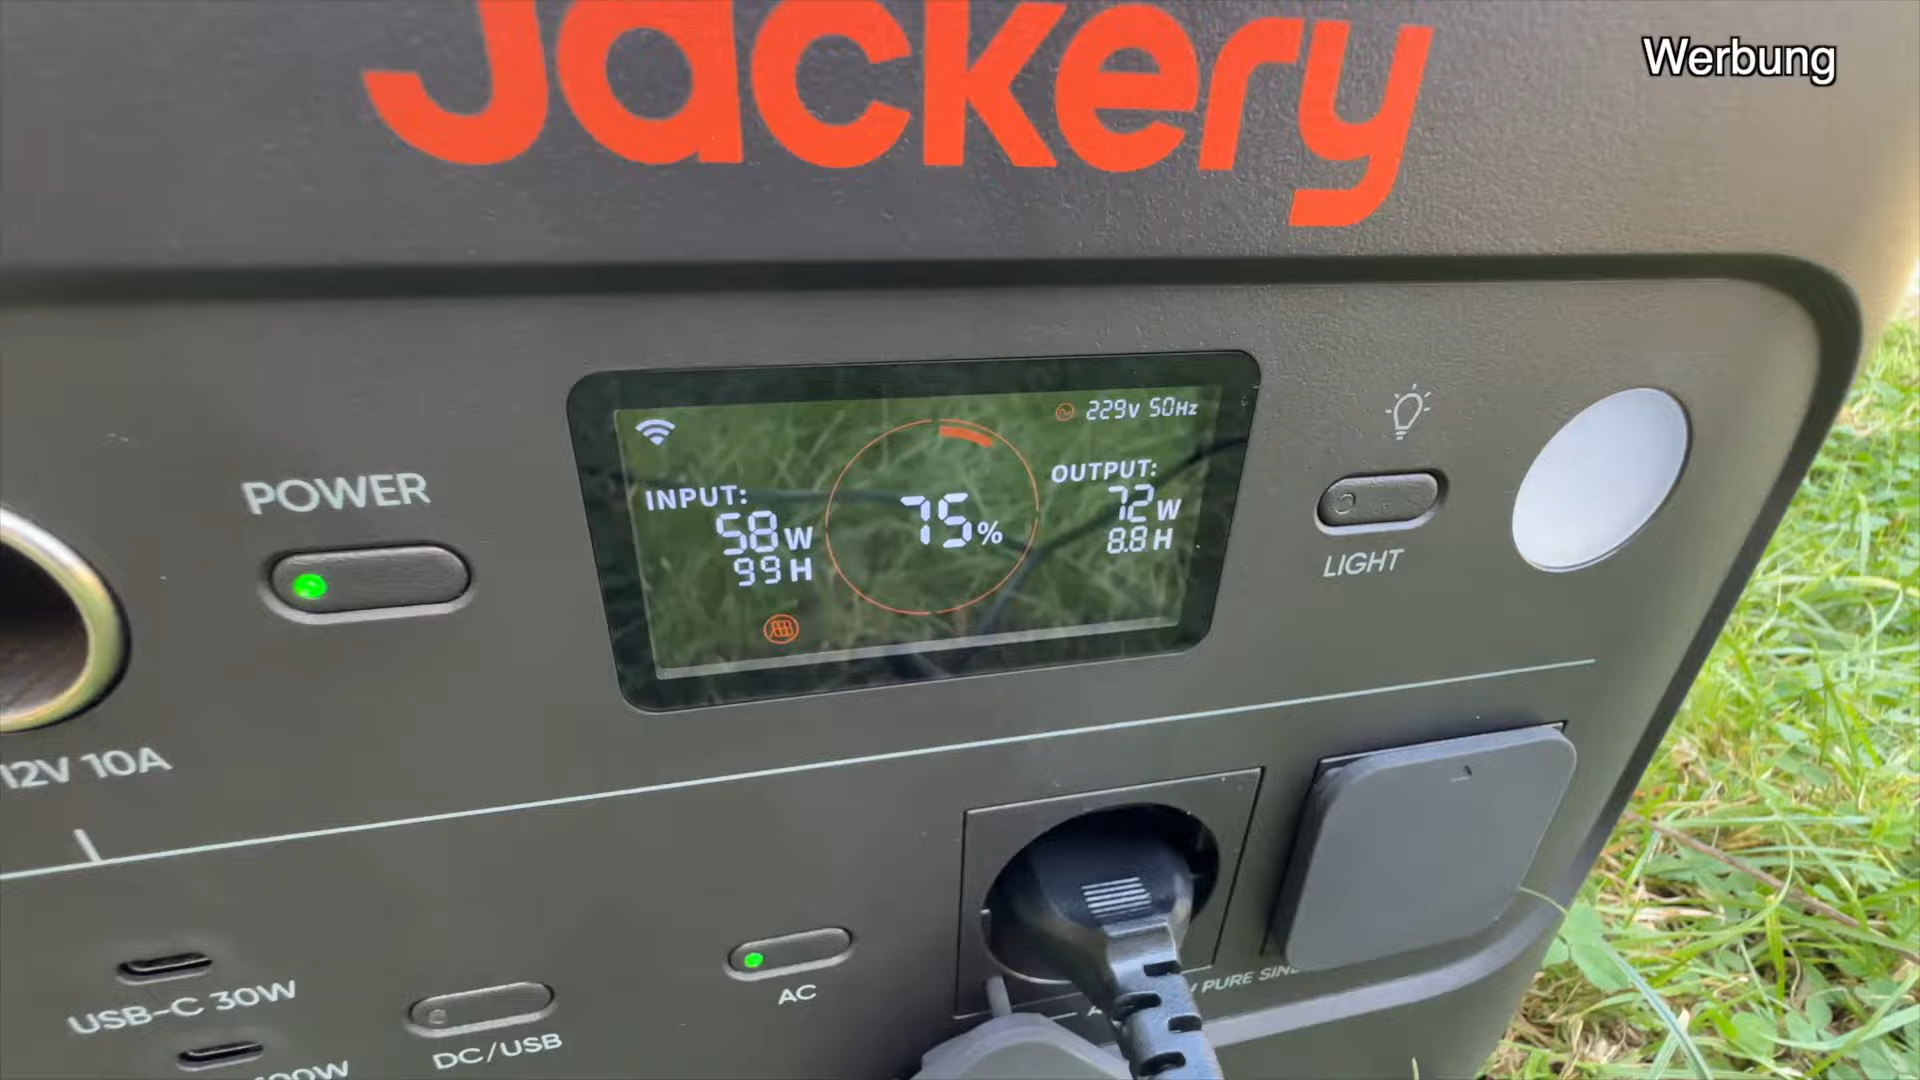 Jackery
Werbung
229V 50Hz
INPUT:
58W
99H
75%
OUTPUT:
72W
8.8H
POWER
LIGHT
12V 10A
USB-C 30W
DC/USB
AC
PURE